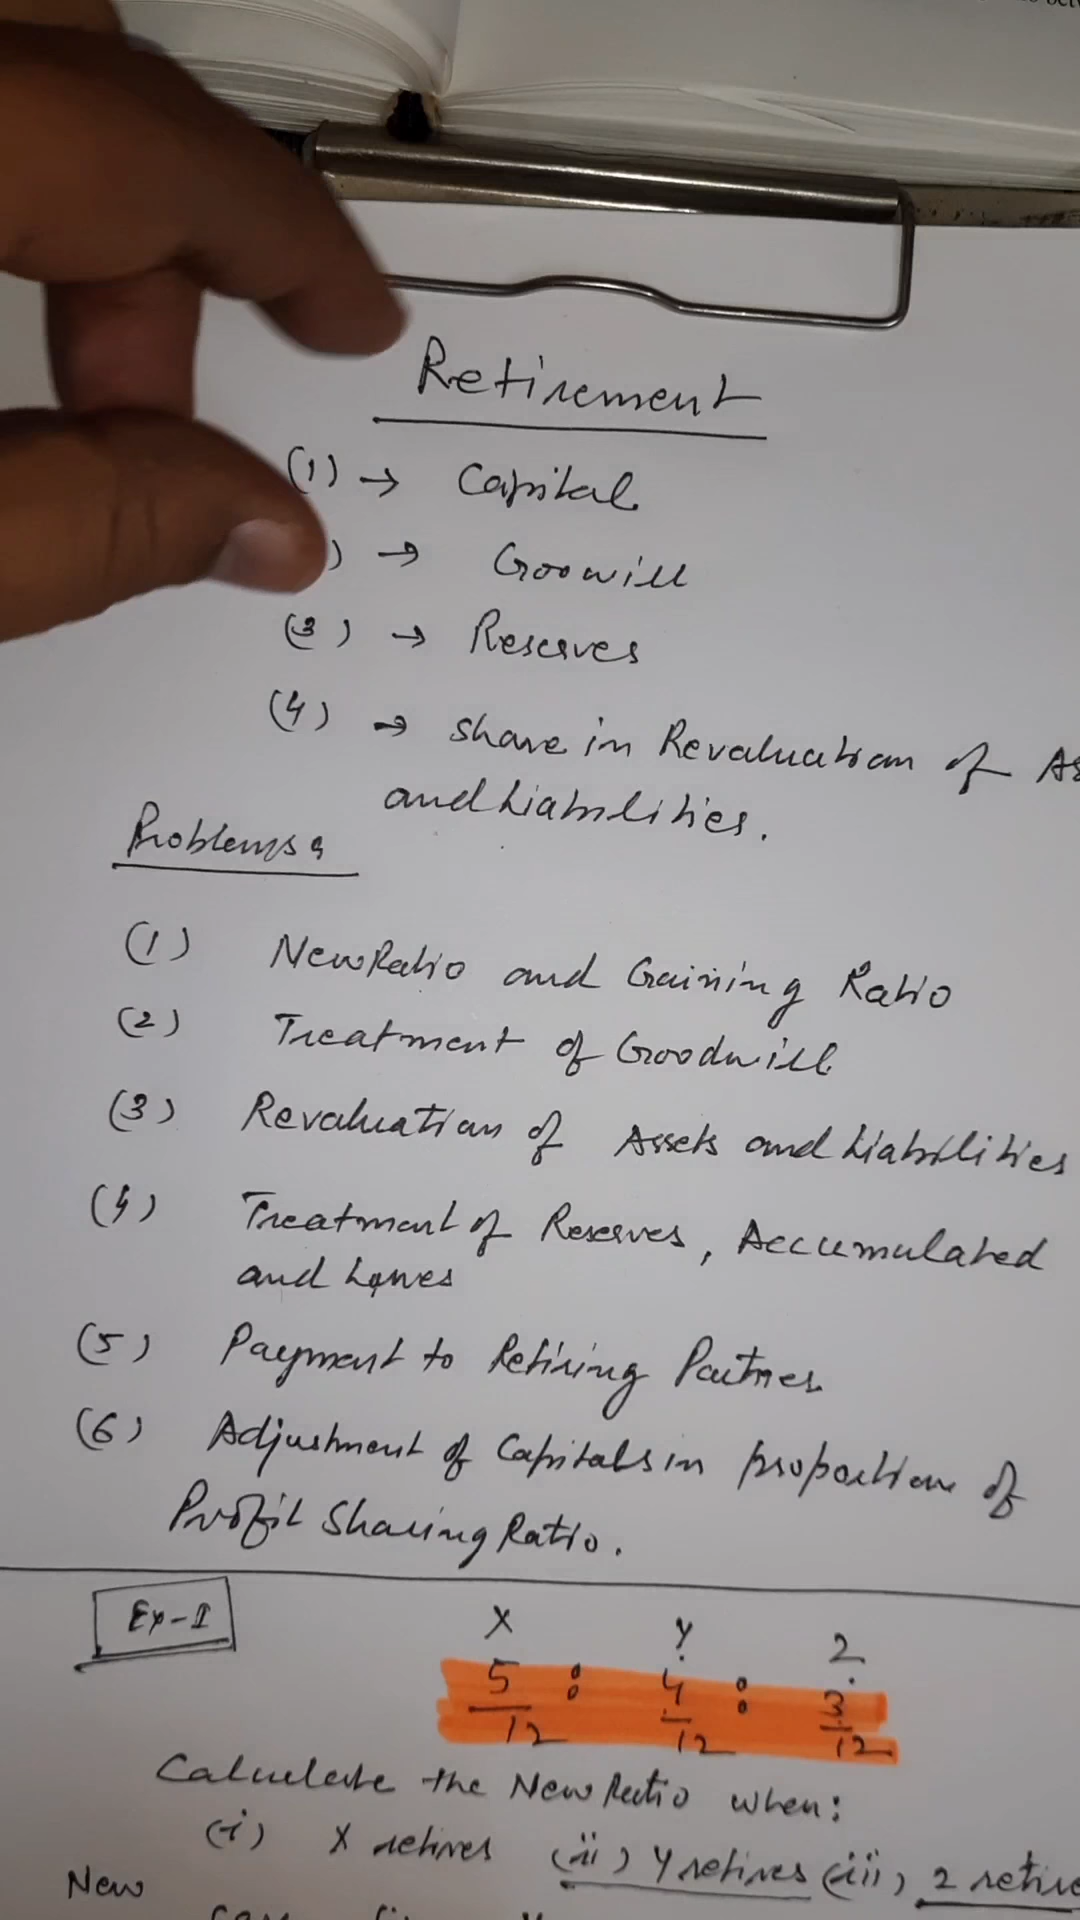 Retirement
(1) → Capital
) → Goowill
(3) → Reserves
(4) → Share in Revaluation of As
and Liabilities.
Problems
(1) New Ratio and Gaining Ratio
(2) Treatment of Goodwill
(3) Revaluation of Assets and Liabilities
(4) Treatment of Reserves, Accumulated
and Losses
(5) Payment to Retiring Partner
(6) Adjustment of Capitals in proportion of
Profit Sharing Ratio.
Ex-1
X Y Z
5/12 : 4/12 : 3/12
Calculate the New Ratio when:
(i) X retires (ii) Y retires (iii) Z retire
New